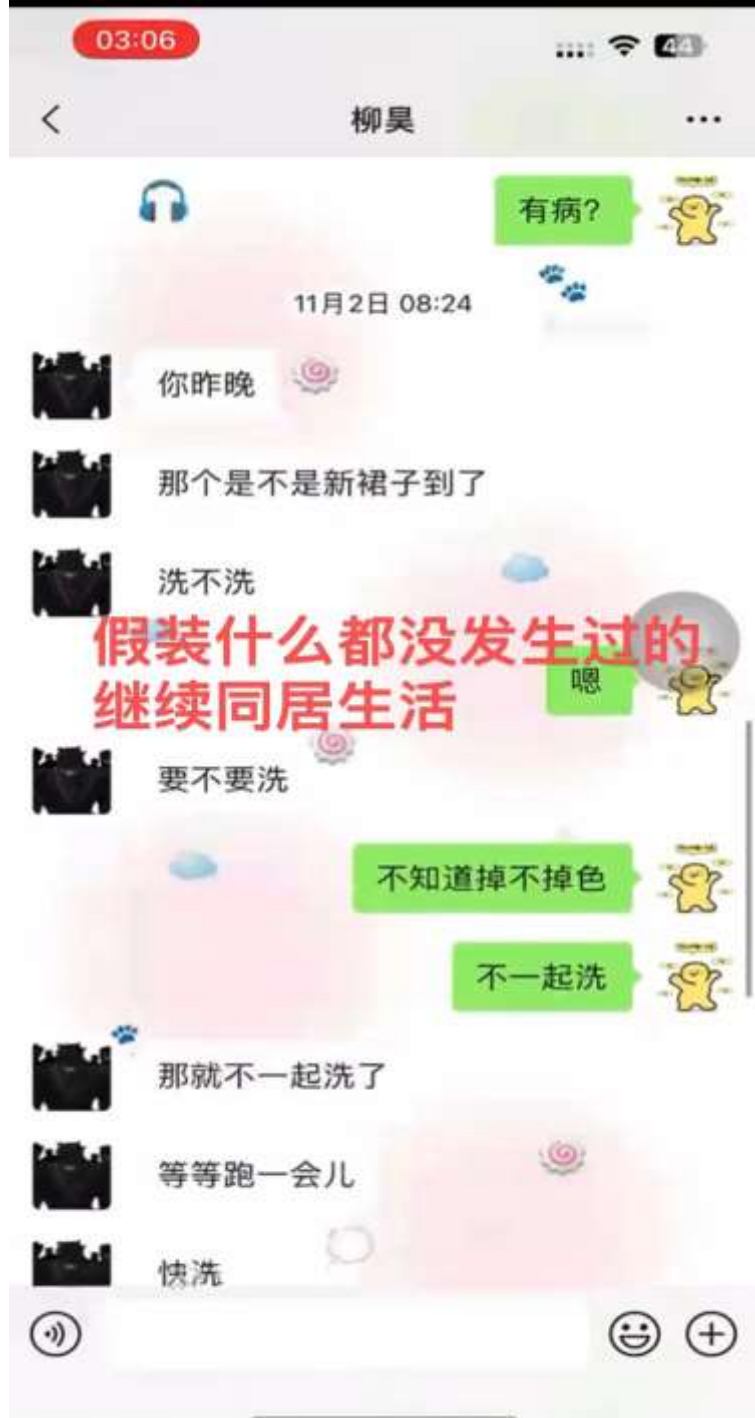 03:06
44
柳昊
有病?
11月2日 08:24
你昨晚
那个是不是新裙子到了
洗不洗
假装什么都没发生过的
继续同居生活
嗯
要不要洗
不知道掉不掉色
不一起洗
那就不一起洗了
等等跑一会儿
快洗